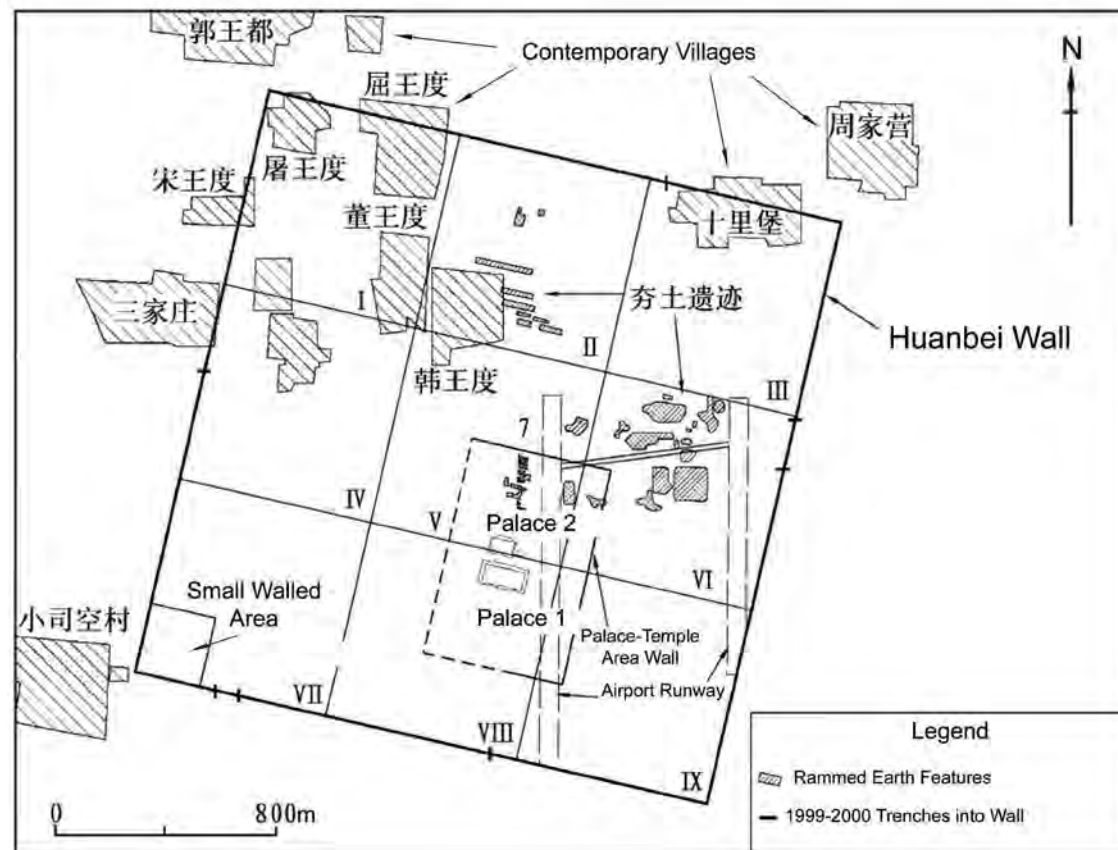 郭王都
Contemporary Villages
N
屈王度
周家营
屠王度
宋王度
十里堡
董王度
三家庄
I
夯土遗迹
Huanbei Wall
II
韩王度
III
7
IV
V
Palace 2
VI
Small Walled
Area
小司空村
Palace 1
Palace-Temple
Area Wall
Airport Runway
VII
VIII
IX
Legend
Rammed Earth Features
1999-2000 Trenches into Wall
0
800m